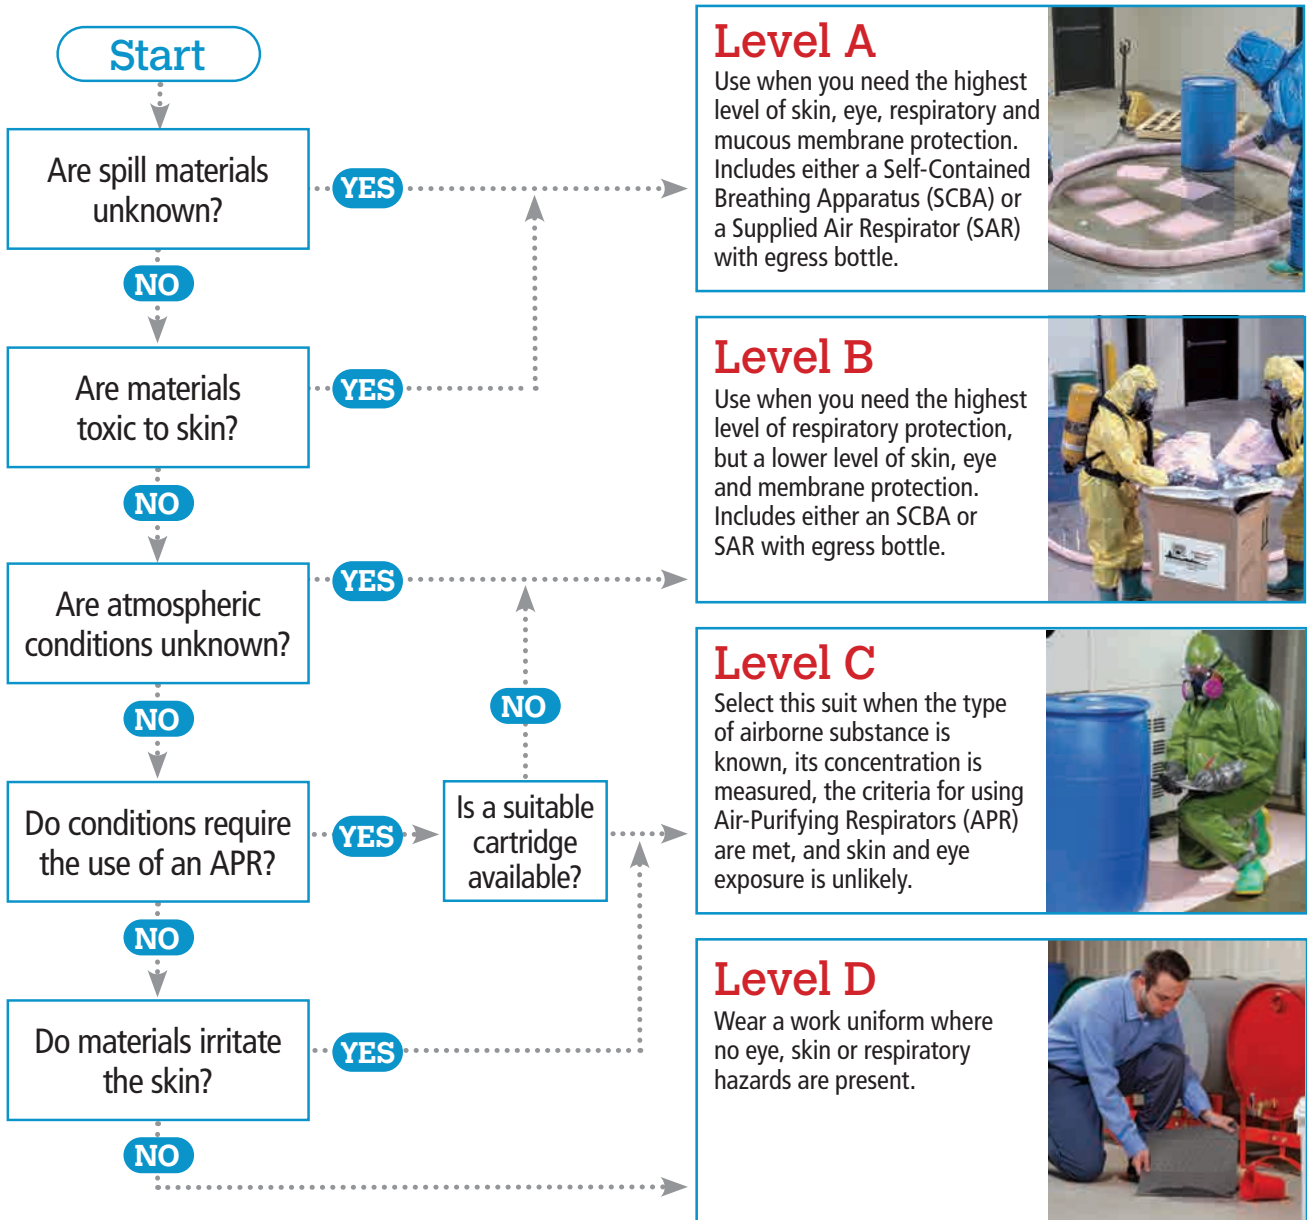 Start
Are spill materials
unknown?
YES
NO
Are materials
toxic to skin?
YES
NO
Are atmospheric
conditions unknown?
YES
NO
Do conditions require
the use of an APR?
YES
Is a suitable
cartridge
available?
NO
NO
Do materials irritate
the skin?
YES
NO
Level A
Use when you need the highest
level of skin, eye, respiratory and
mucous membrane protection.
Includes either a Self-Contained
Breathing Apparatus (SCBA) or
a Supplied Air Respirator (SAR)
with egress bottle.
Level B
Use when you need the highest
level of respiratory protection,
but a lower level of skin, eye
and membrane protection.
Includes either an SCBA or
SAR with egress bottle.
Level C
Select this suit when the type
of airborne substance is
known, its concentration is
measured, the criteria for using
Air-Purifying Respirators (APR)
are met, and skin and eye
exposure is unlikely.
Level D
Wear a work uniform where
no eye, skin or respiratory
hazards are present.